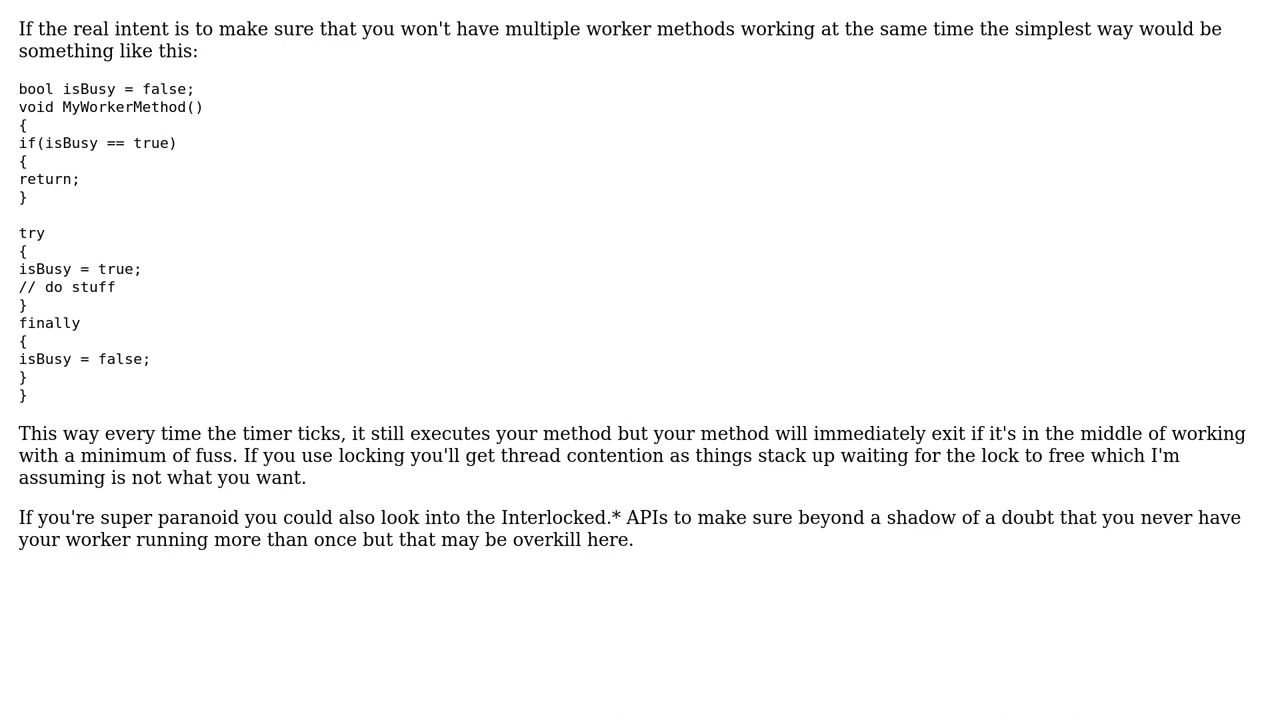 If the real intent is to make sure that you won't have multiple worker methods working at the same time the simplest way would be
something like this:
bool isBusy = false;
void MyWorkerMethod()
{
if(isBusy == true)
{
return;
}
try
{
isBusy = true;
// do stuff
}
finally
{
isBusy = false;
}
}
This way every time the timer ticks, it still executes your method but your method will immediately exit if it's in the middle of working
with a minimum of fuss. If you use locking you'll get thread contention as things stack up waiting for the lock to free which I'm
assuming is not what you want.
If you're super paranoid you could also look into the Interlocked.* APIs to make sure beyond a shadow of a doubt that you never have
your worker running more than once but that may be overkill here.